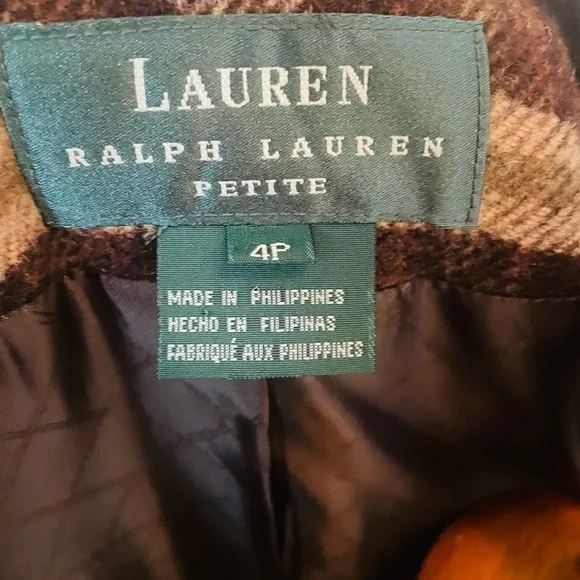 LAUREN
RALPH LAUREN
PETITE
4P
MADE IN PHILIPPINES
HECHO EN FILIPINAS
FABRIQUÉ AUX PHILIPPINES